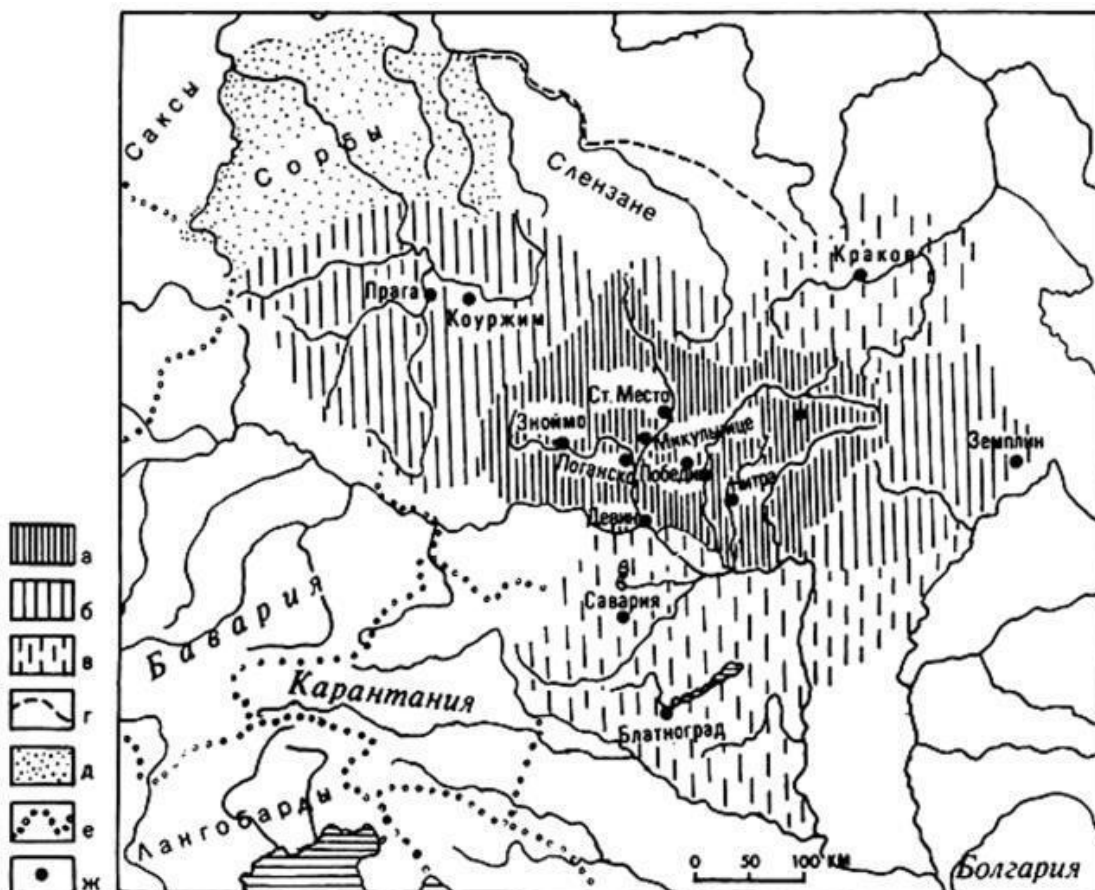 Саксы
Сорбы
Слензане
Краков
Прага
Коуржим
Ст. Место
Зноймо
Микульчице
Поганско
Победим
Нитра
Земплин
Девин
Савария
Бавария
Карантания
Блатноград
Лангобарды
0 50 100 КМ
Болгария
а
б
в
г
д
е
ж